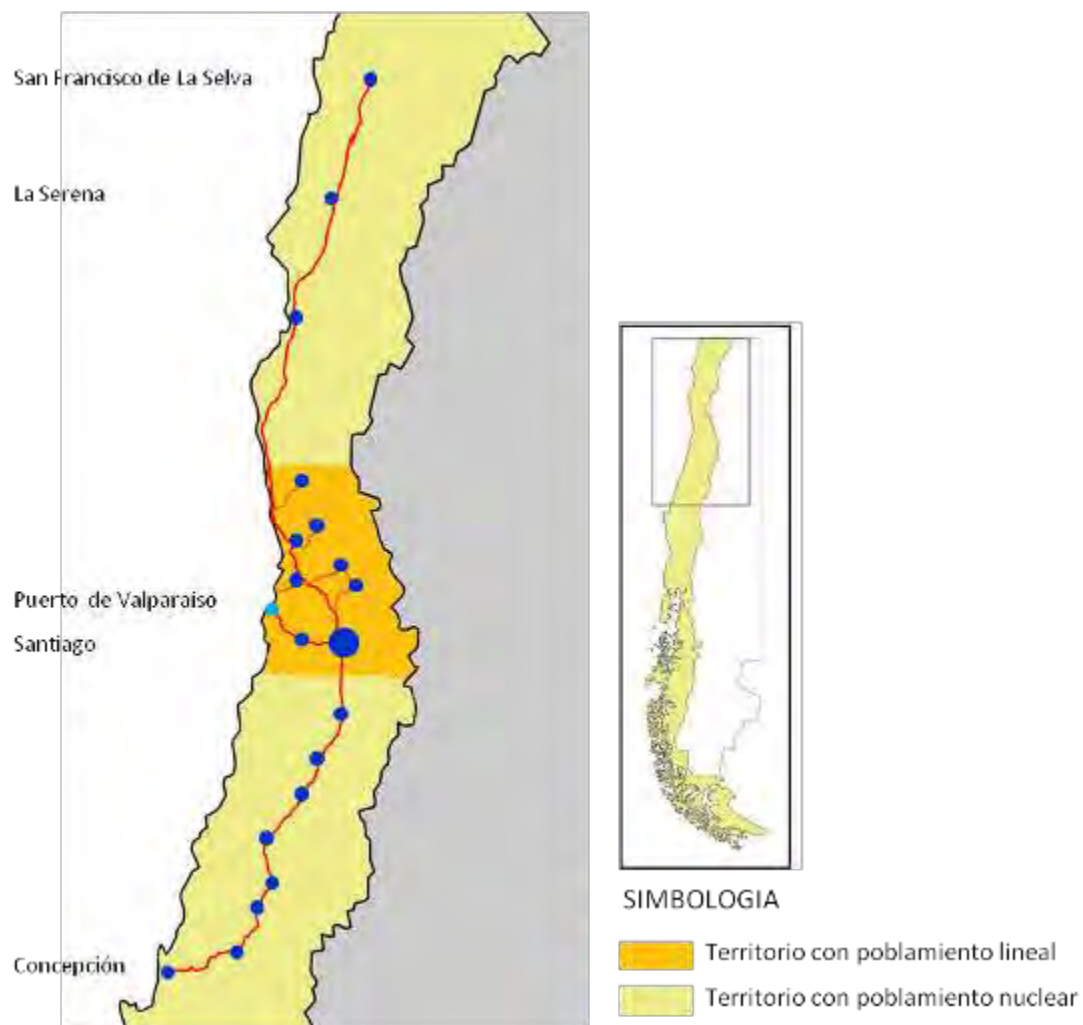 San Francisco de La Selva
La Serena
Puerto de Valparaiso
Santiago
Concepción
SIMBOLOGIA
Territorio con poblamiento lineal
Territorio con poblamiento nuclear